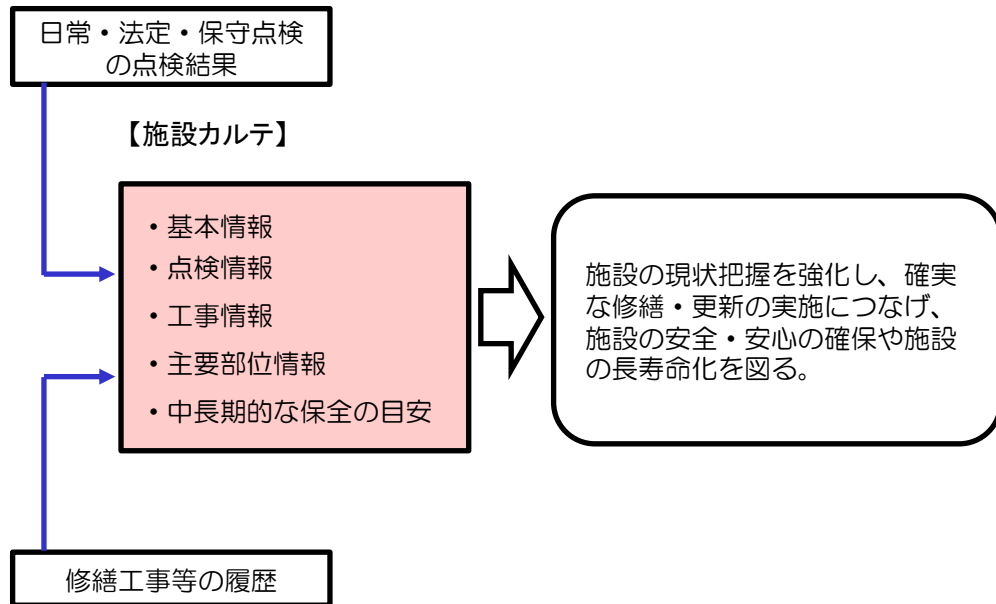 日常・法定・保守点検
の点検結果
【施設カルテ】
・基本情報
・点検情報
・工事情報
・主要部位情報
・中長期的な保全の目安
施設の現状把握を強化し、確実
な修繕・更新の実施につなげ、
施設の安全・安心の確保や施設
の長寿命化を図る。
修繕工事等の履歴